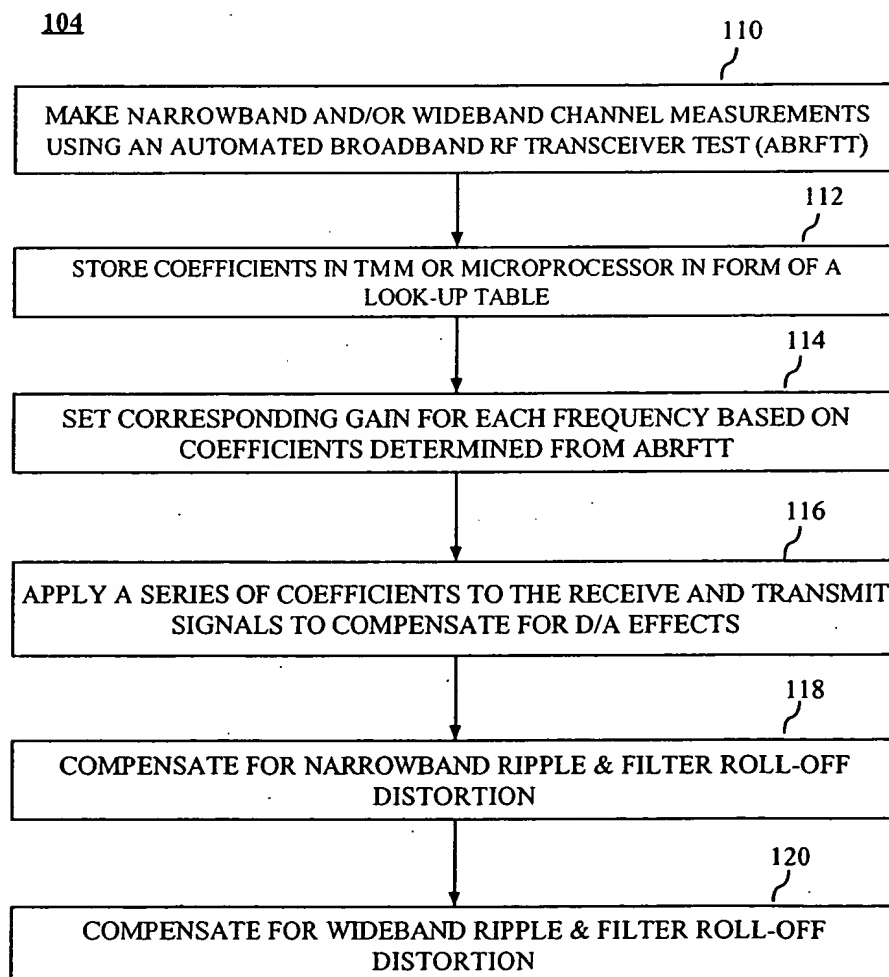 104
110
MAKE NARROWBAND AND/OR WIDEBAND CHANNEL MEASUREMENTS
USING AN AUTOMATED BROADBAND RF TRANSCEIVER TEST (ABRFTT)
112
STORE COEFFICIENTS IN TMM OR MICROPROCESSOR IN FORM OF A
LOOK-UP TABLE
114
SET CORRESPONDING GAIN FOR EACH FREQUENCY BASED ON
COEFFICIENTS DETERMINED FROM ABRFTT
116
APPLY A SERIES OF COEFFICIENTS TO THE RECEIVE AND TRANSMIT
SIGNALS TO COMPENSATE FOR D/A EFFECTS
118
COMPENSATE FOR NARROWBAND RIPPLE & FILTER ROLL-OFF
DISTORTION
120
COMPENSATE FOR WIDEBAND RIPPLE & FILTER ROLL-OFF
DISTORTION